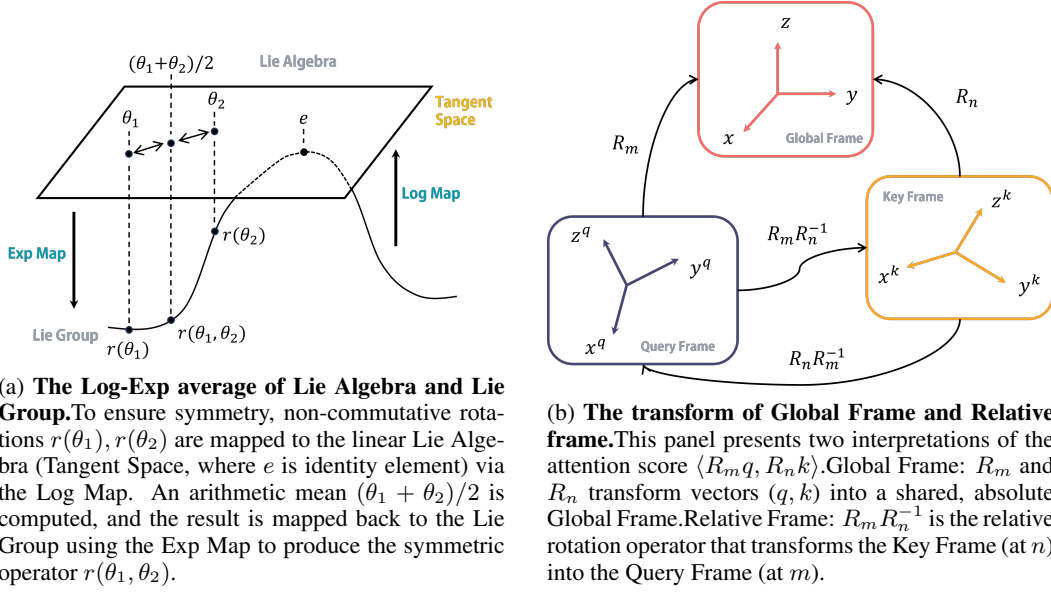 (θ₁+θ₂)/2
Lie Algebra
θ₁
θ₂
e
Tangent
Space
Log Map
Exp Map
r(θ₂)
Lie Group
r(θ₁)
r(θ₁, θ₂)
(a) The Log-Exp average of Lie Algebra and Lie
Group.To ensure symmetry, non-commutative rota-
tions r(θ₁), r(θ₂) are mapped to the linear Lie Alge-
bra (Tangent Space, where e is identity element) via
the Log Map. An arithmetic mean (θ₁ + θ₂)/2 is
computed, and the result is mapped back to the Lie
Group using the Exp Map to produce the symmetric
operator r(θ₁, θ₂).
z
y
x
Global Frame
Rₘ
Rₙ
Key Frame
zᵏ
xᵏ
yᵏ
RₘRₙ⁻¹
z^q
y^q
x^q
Query Frame
RₙRₘ⁻¹
(b) The transform of Global Frame and Relative
frame.This panel presents two interpretations of the
attention score ⟨Rₘq, Rₙk⟩.Global Frame: Rₘ and
Rₙ transform vectors (q, k) into a shared, absolute
Global Frame.Relative Frame: RₘRₙ⁻¹ is the relative
rotation operator that transforms the Key Frame (at n)
into the Query Frame (at m).